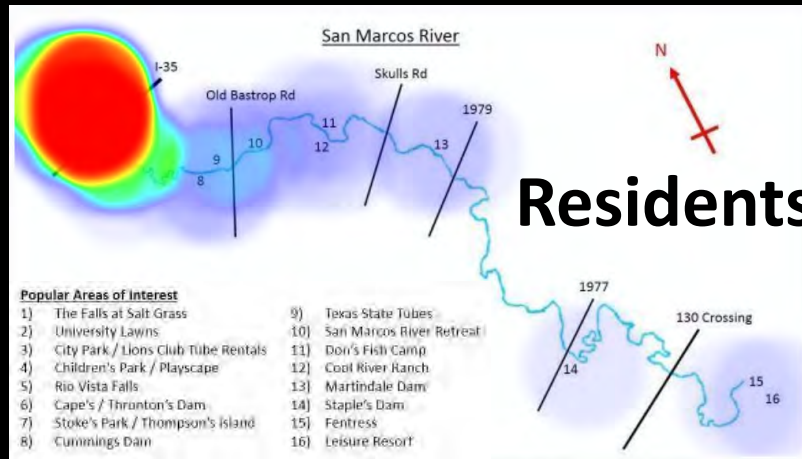 San Marcos River
N
I-35
Skulls Rd
Old Bastrop Rd
1979
11
10
12
13
9
8
Residents
1977
130 Crossing
14
15
16
Popular Areas of Interest
1) The Falls at Salt Grass
2) University Lawns
3) City Park / Lions Club Tube Rentals
4) Children's Park / Playscape
5) Rio Vista Falls
6) Cape's / Thronton's Dam
7) Stoke's Park / Thompson's Island
8) Cummings Dam
9) Texas State Tubes
10) San Marcos River Retreat
11) Don's Fish Camp
12) Cool River Ranch
13) Martindale Dam
14) Staple's Dam
15) Fentress
16) Leisure Resort